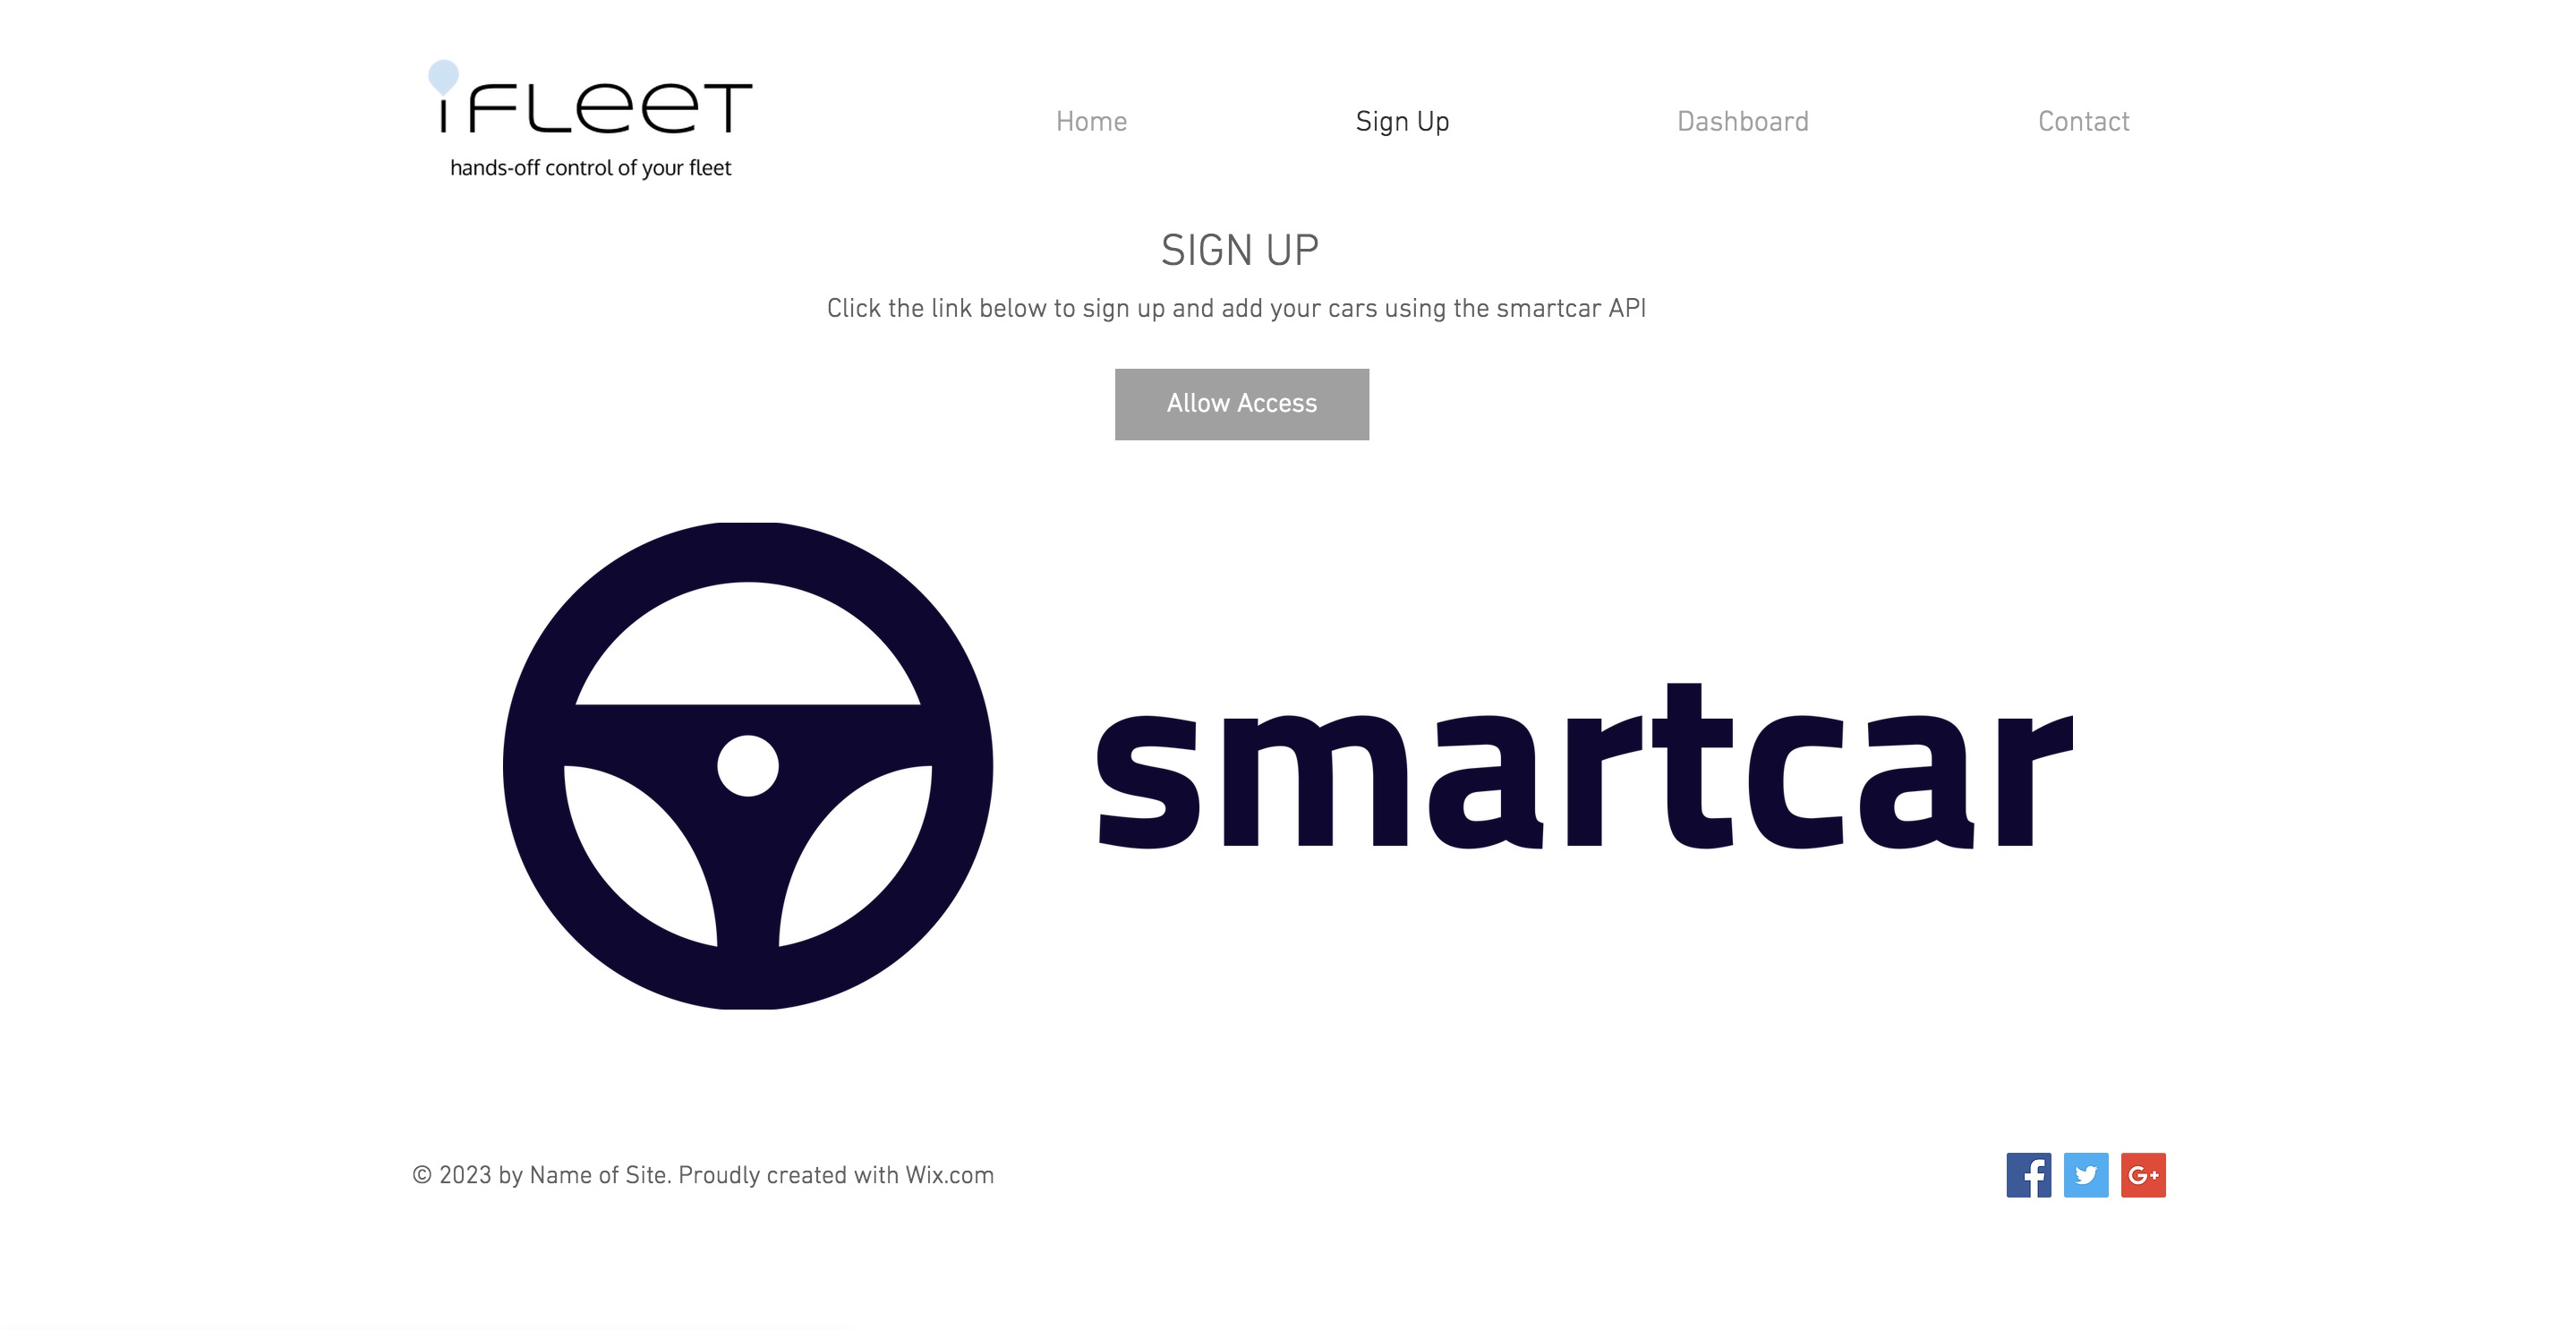 iFLeeT
hands-off control of your fleet
Home
Sign Up
Dashboard
Contact
SIGN UP
Click the link below to sign up and add your cars using the smartcar API
Allow Access
smartcar
© 2023 by Name of Site. Proudly created with Wix.com
f
G+